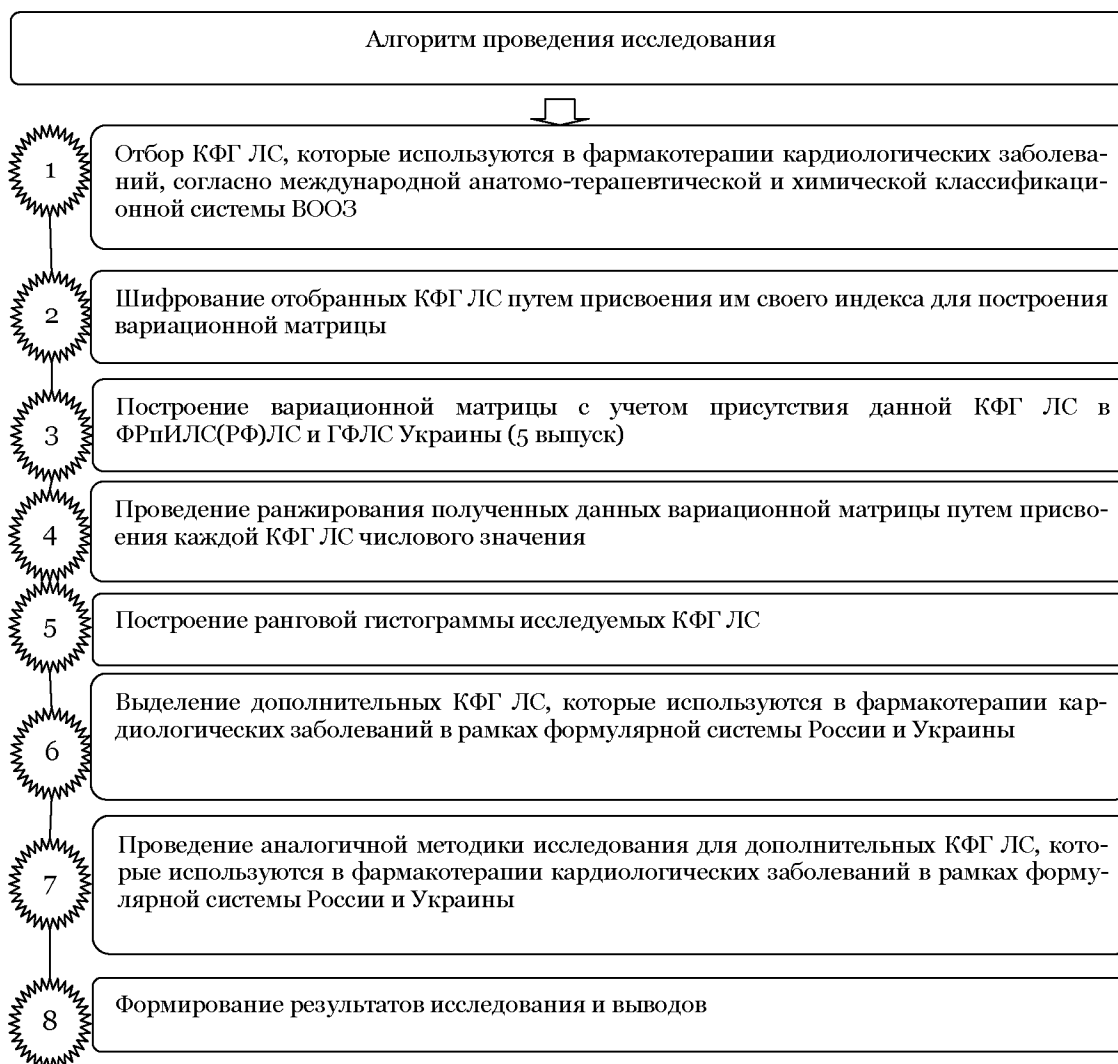 Алгоритм проведения исследования
1
Отбор КФГ ЛС, которые используются в фармакотерапии кардиологических заболева-
ний, согласно международной анатомо-терапевтической и химической классификаци-
онной системы ВООЗ
2
Шифрование отобранных КФГ ЛС путем присвоения им своего индекса для построения
вариационной матрицы
3
Построение вариационной матрицы с учетом присутствия данной КФГ ЛС в
ФРпИЛС(РФ)ЛС и ГФЛС Украины (5 выпуск)
4
Проведение ранжирования полученных данных вариационной матрицы путем присво-
ения каждой КФГ ЛС числового значения
5
Построение ранговой гистограммы исследуемых КФГ ЛС
6
Выделение дополнительных КФГ ЛС, которые используются в фармакотерапии кар-
диологических заболеваний в рамках формулярной системы России и Украины
7
Проведение аналогичной методики исследования для дополнительных КФГ ЛС, кото-
рые используются в фармакотерапии кардиологических заболеваний в рамках форму-
лярной системы России и Украины
8
Формирование результатов исследования и выводов